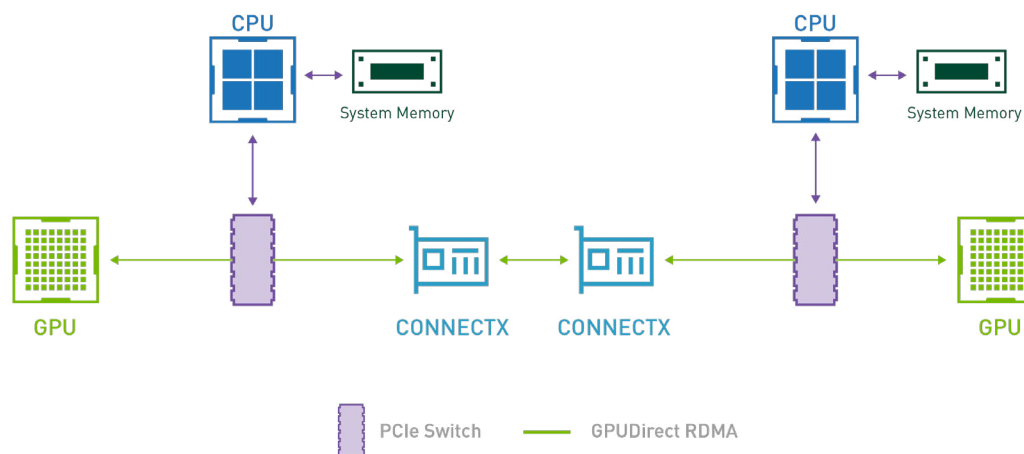 CPU
CPU
System Memory
System Memory
GPU
CONNECTX
CONNECTX
GPU
PCIe Switch
GPUDirect RDMA